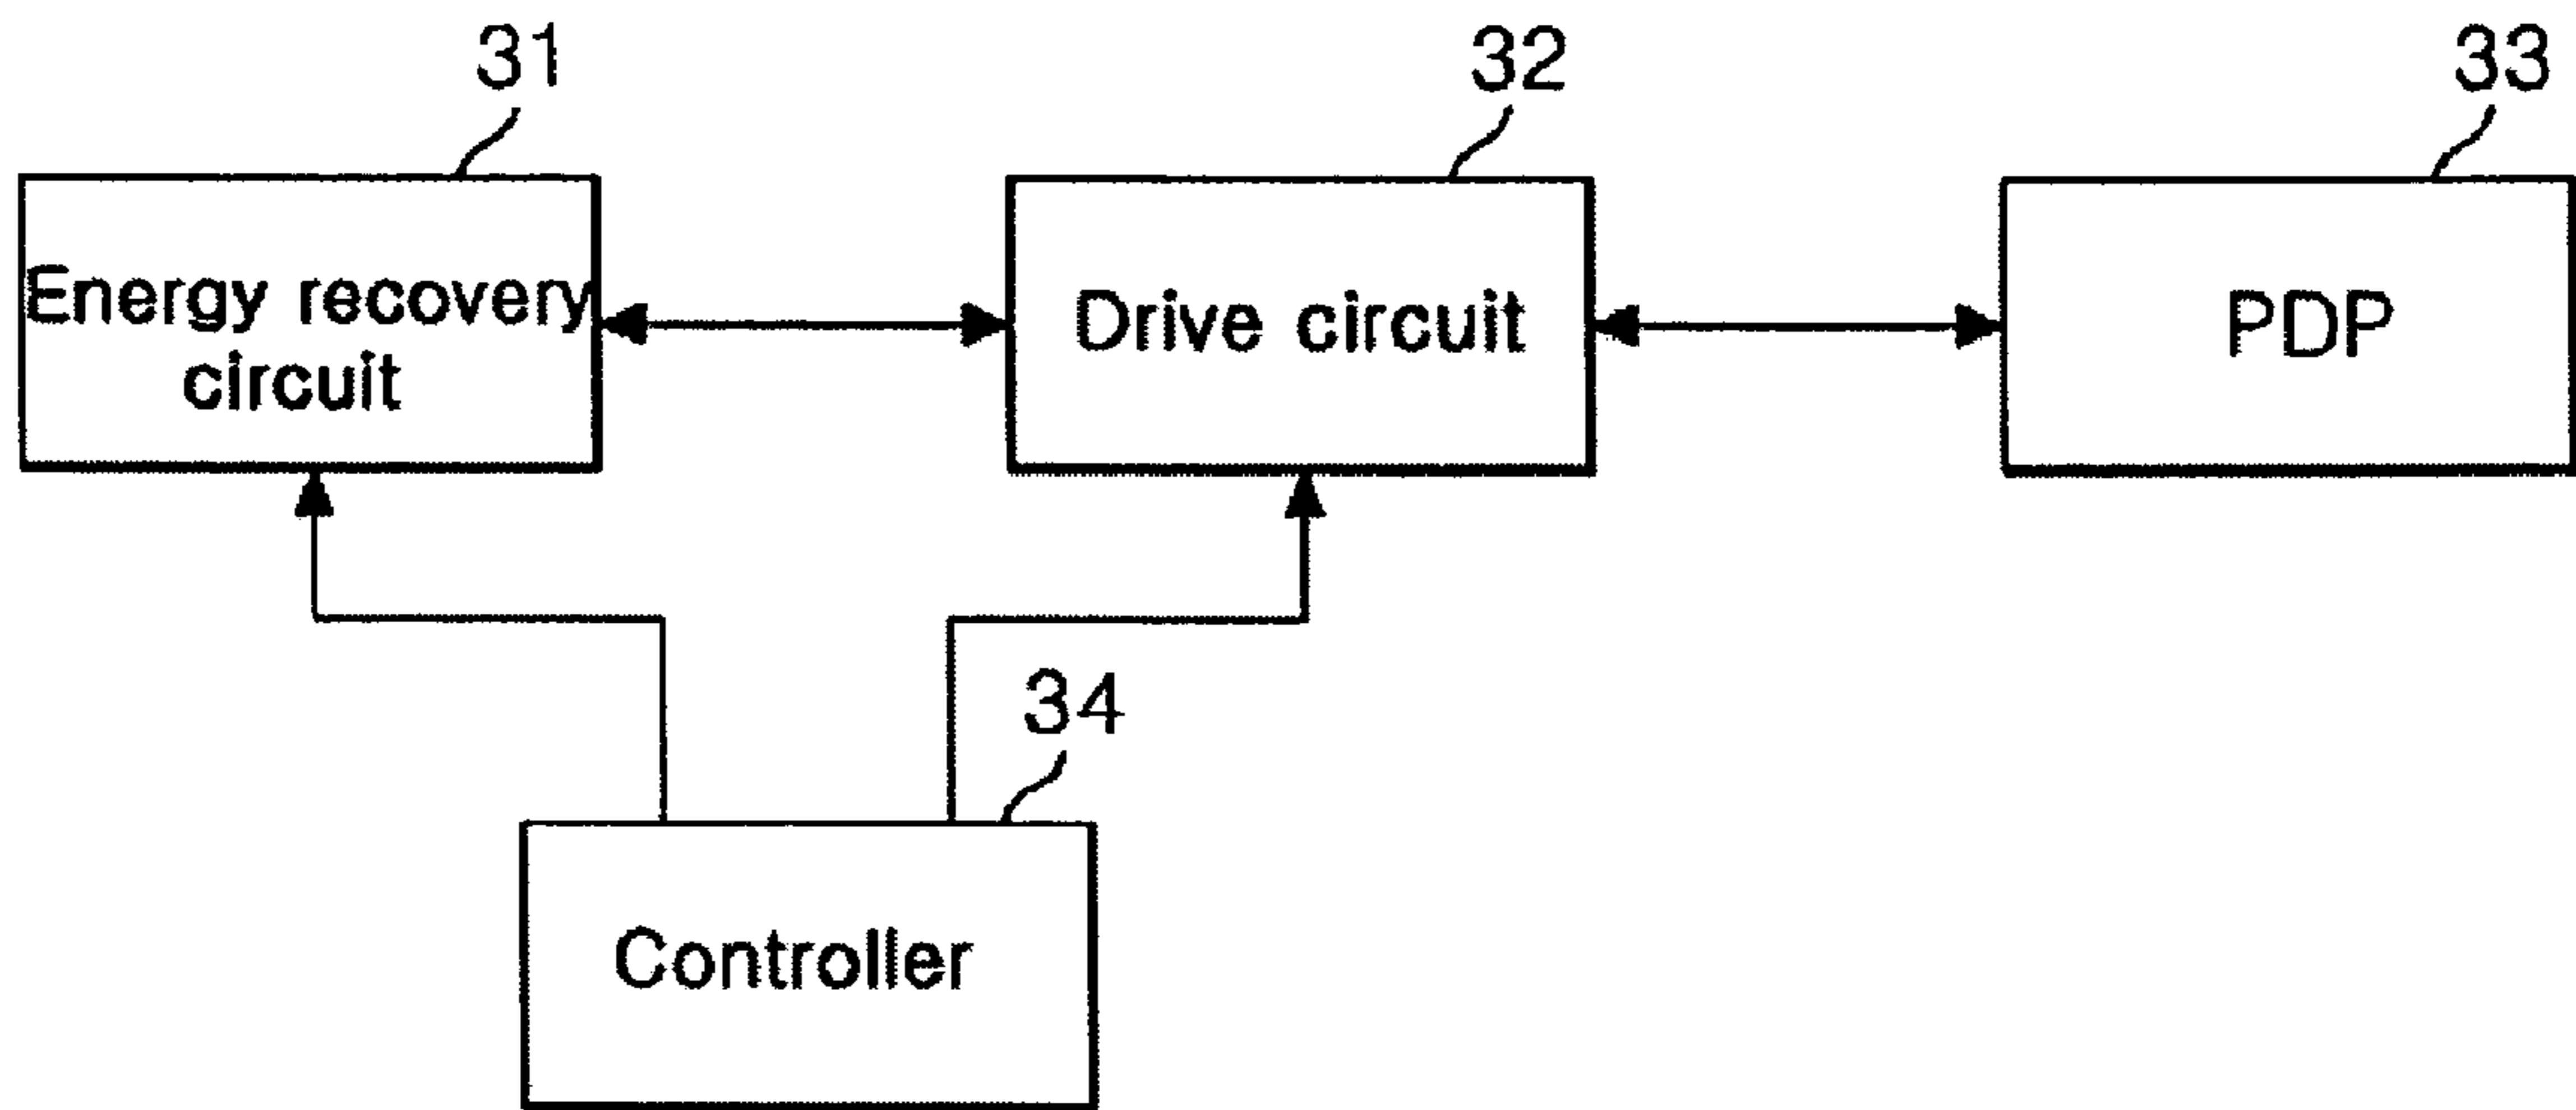 31
32
33
Energy recovery
circuit
Drive circuit
PDP
34
Controller